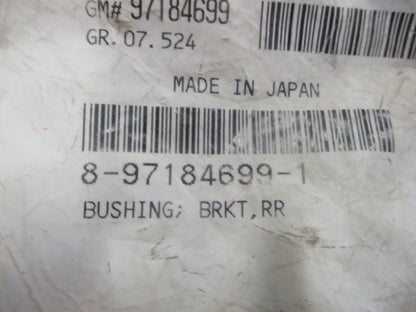 GM# 97184699
GR. 07.524
MADE IN JAPAN
8-97184699-1
BUSHING; BRKT,RR